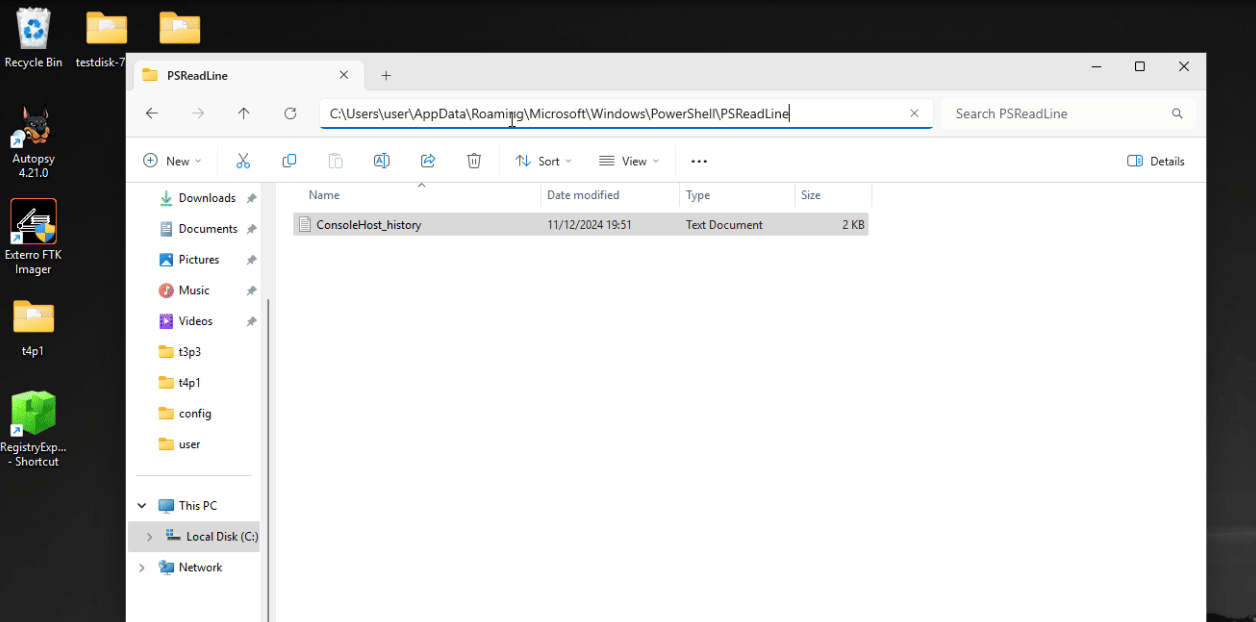 Recycle Bin
testdisk-7
Autopsy
4.21.0
Exterro FTK
Imager
t4p1
RegistryExp...
- Shortcut
PSReadLine
C:\Users\user\AppData\Roaming\Microsoft\Windows\PowerShell\PSReadLine
Search PSReadLine
New
Sort
View
Details
Downloads
Documents
Pictures
Music
Videos
t3p3
t4p1
config
user
This PC
Local Disk (C:)
Network
Name Date modified Type Size
ConsoleHost_history 11/12/2024 19:51 Text Document 2 KB